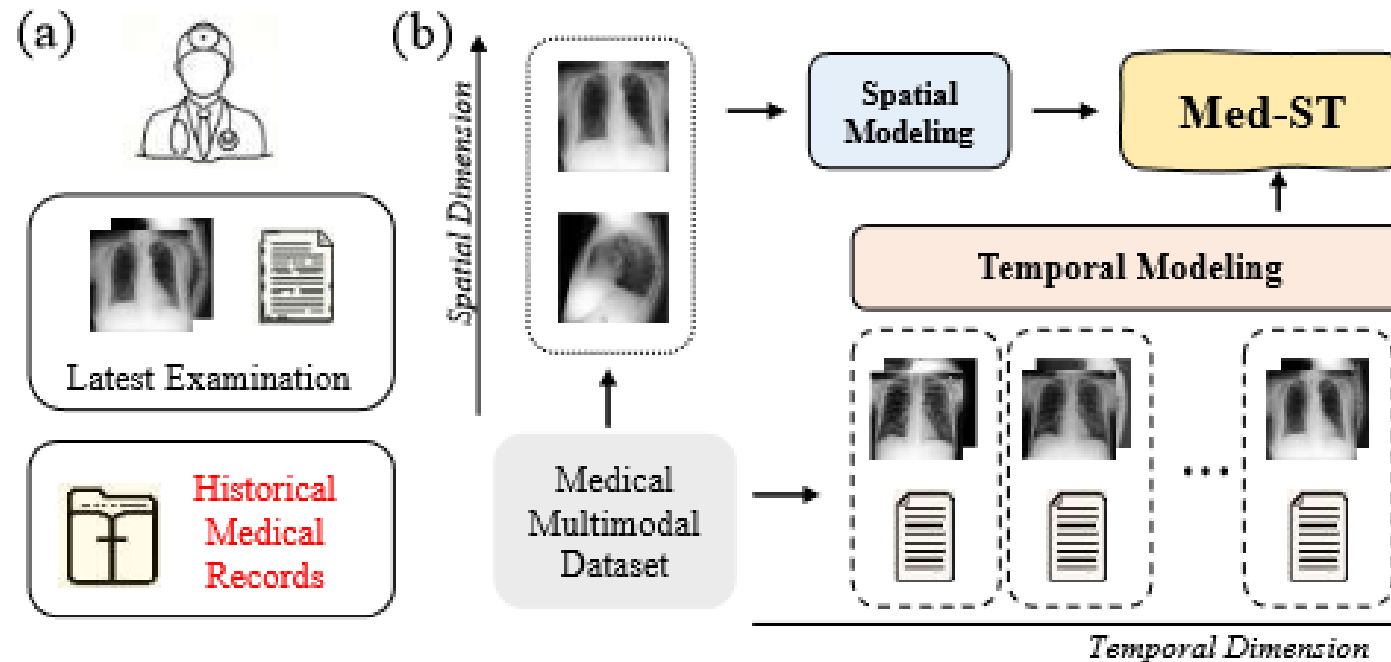 (a)
Latest Examination
Historical
Medical
Records
(b)
Spatial Dimension
Spatial
Modeling
Med-ST
Temporal Modeling
Medical
Multimodal
Dataset
...
Temporal Dimension